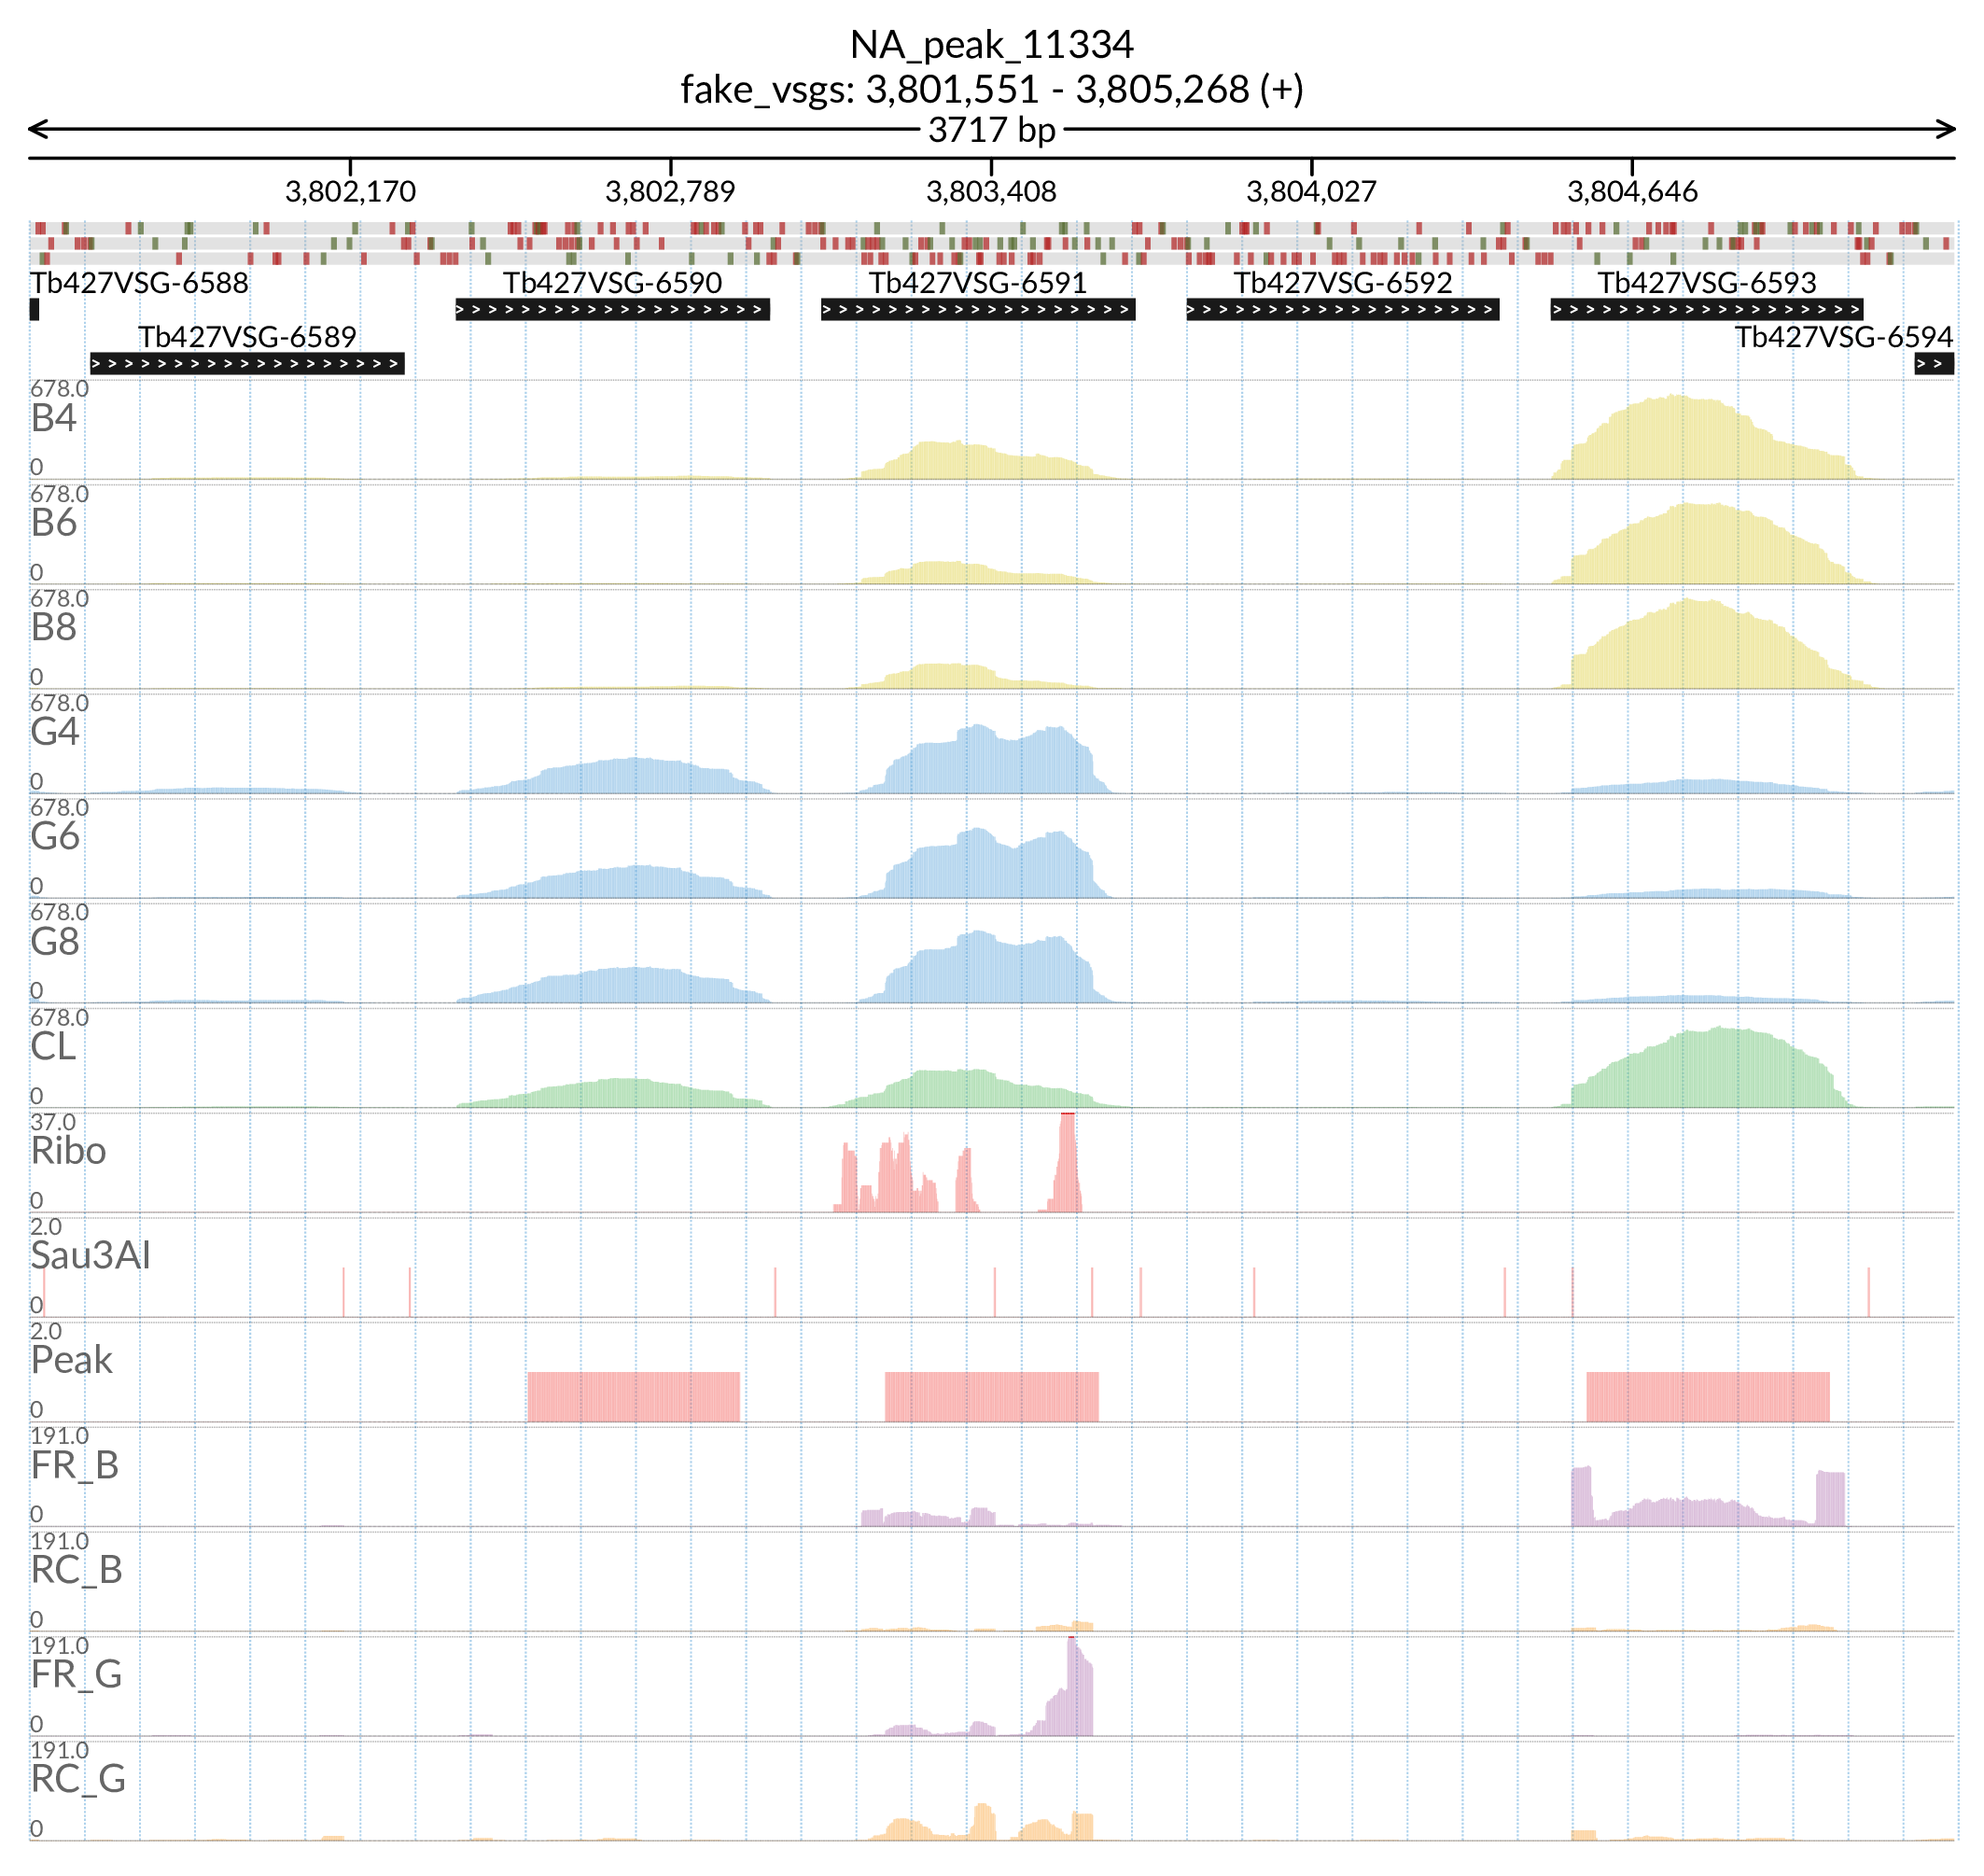 NA_peak_11334
fake_vsgs: 3,801,551 - 3,805,268 (+)
3717 bp
3,802,170 3,802,789 3,803,408 3,804,027 3,804,646
Tb427VSG-6588 Tb427VSG-6590 Tb427VSG-6591 Tb427VSG-6592 Tb427VSG-6593
Tb427VSG-6589 Tb427VSG-6594
678.0
B4
0
678.0
B6
0
678.0
B8
0
678.0
G4
0
678.0
G6
0
678.0
G8
0
678.0
CL
0
37.0
Ribo
0
2.0
Sau3AI
0
2.0
Peak
0
191.0
FR_B
0
191.0
RC_B
0
191.0
FR_G
0
191.0
RC_G
0